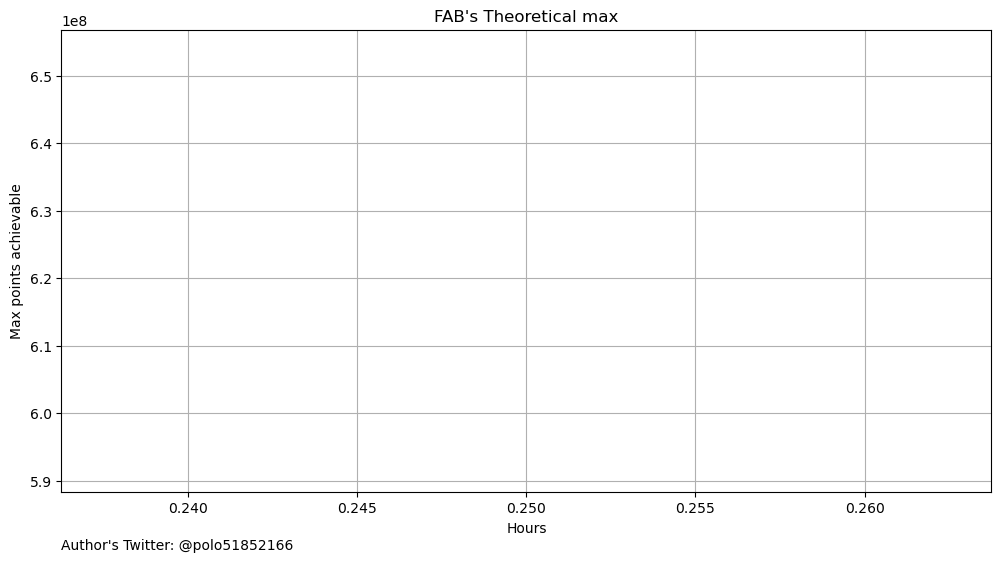 FAB's Theoretical max
1e8
6.5
6.4
6.3
6.2
6.1
6.0
5.9
Max points achievable
0.240 0.245 0.250 0.255 0.260
Hours
Author's Twitter: @polo51852166